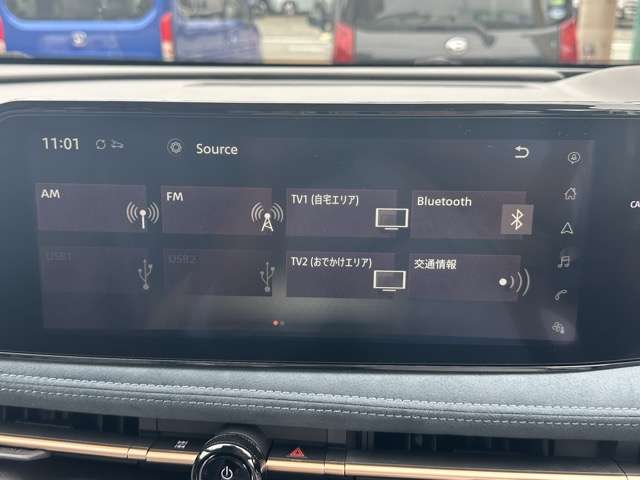 11:01
Source
AM
FM
TV1 (自宅エリア)
Bluetooth
USB1
USB2
TV2 (おでかけエリア)
交通情報
CA